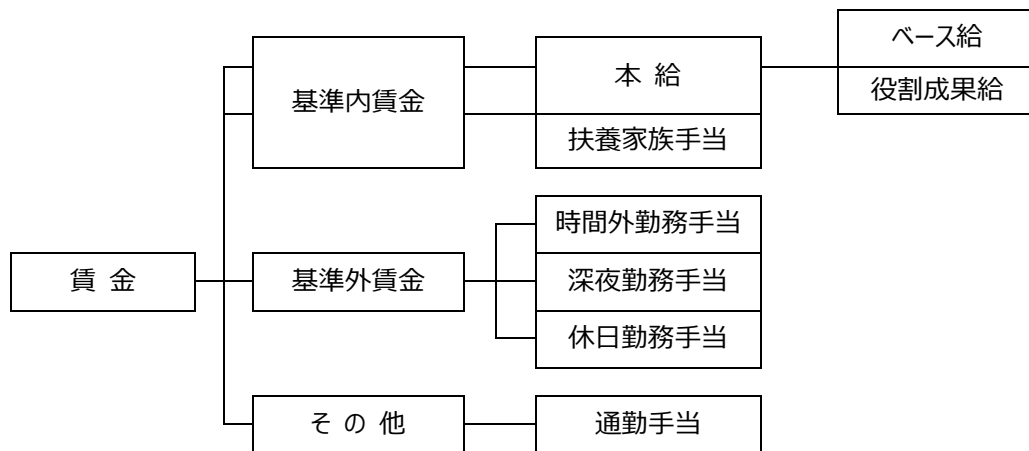 賃 金
基準内賃金
本 給
ベース給
役割成果給
扶養家族手当
基準外賃金
時間外勤務手当
深夜勤務手当
休日勤務手当
そ の 他
通勤手当